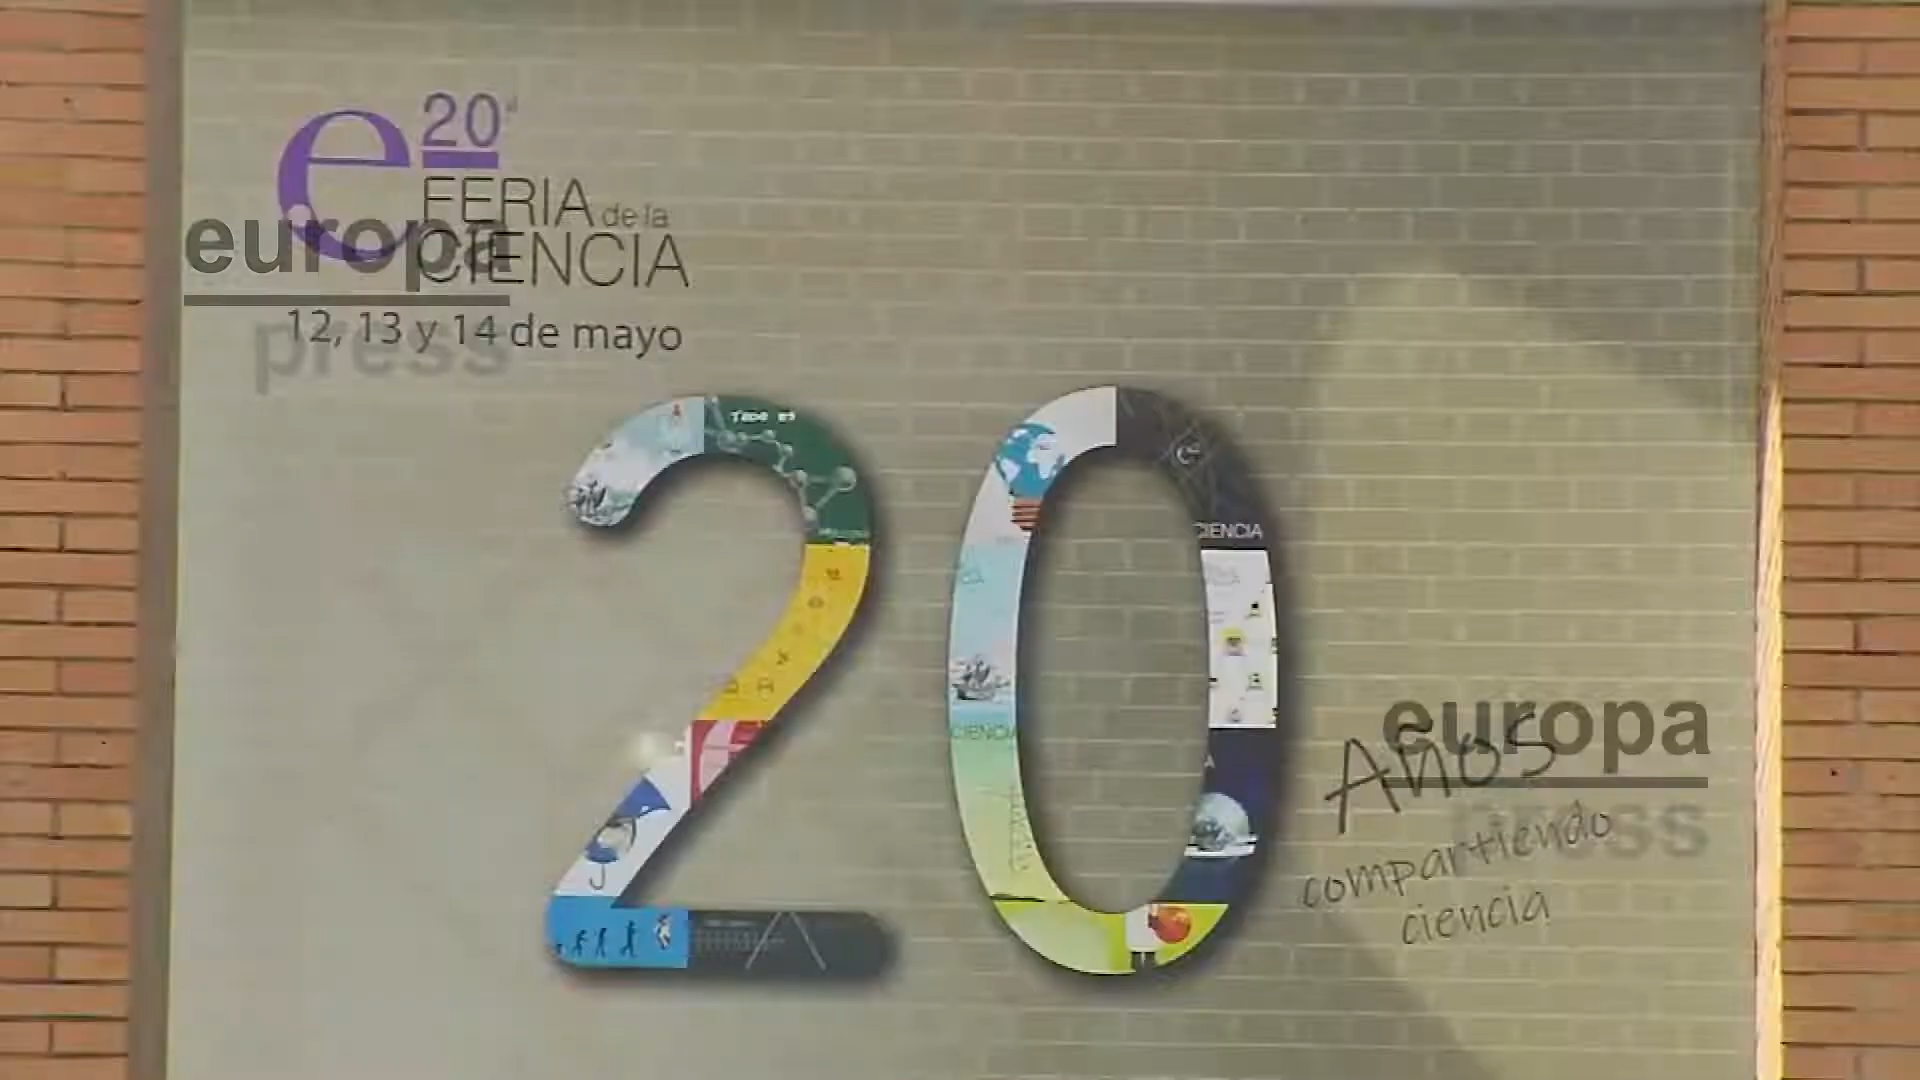 e 20ª
FERIA de la
CIENCIA
europa
press
12, 13 y 14 de mayo
20
CIENCIA
CIENCIA
europa
press
Años
compartiendo
ciencia